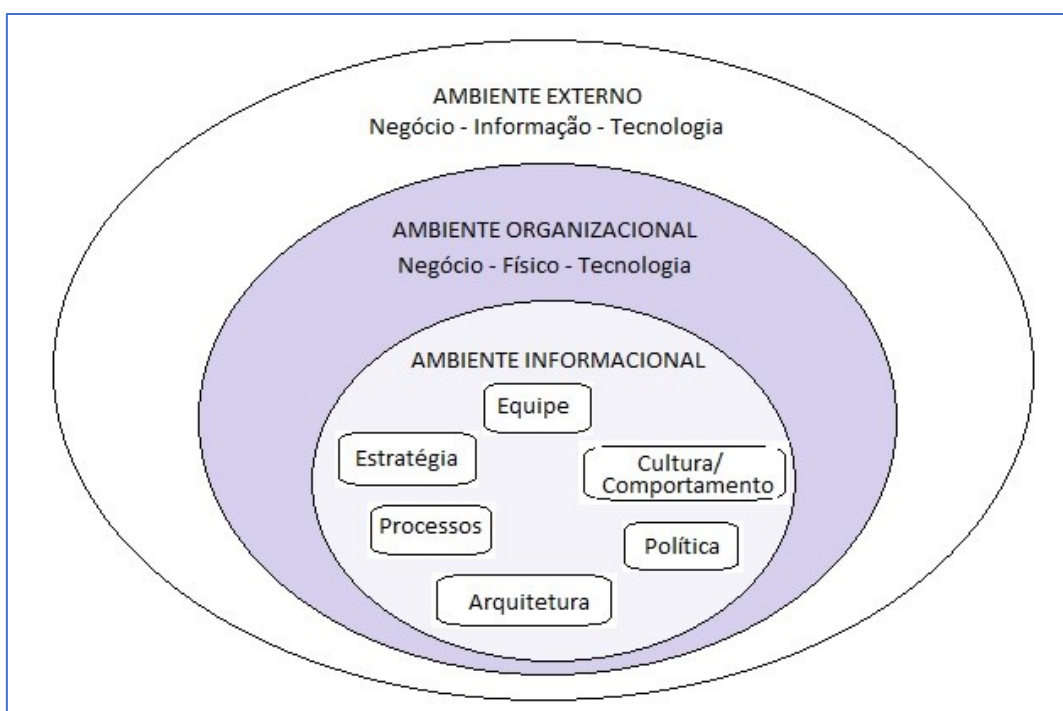 AMBIENTE EXTERNO
Negócio - Informação - Tecnologia
AMBIENTE ORGANIZACIONAL
Negócio - Físico - Tecnologia
AMBIENTE INFORMACIONAL
Equipe
Estratégia
Cultura/
Comportamento
Processos
Política
Arquitetura